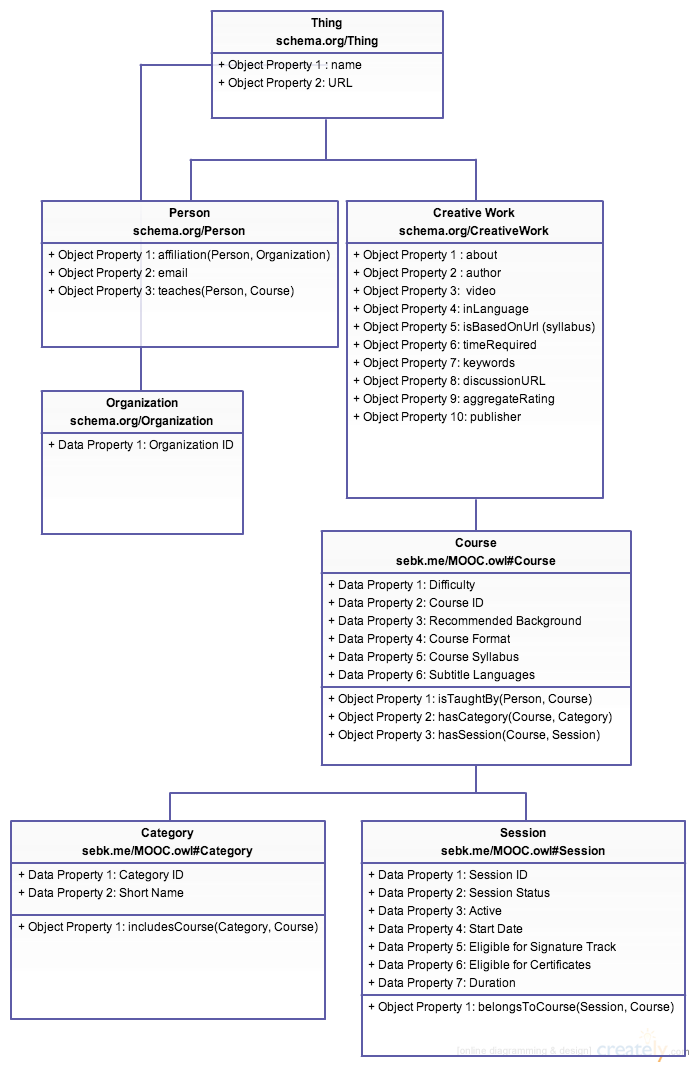 Thing
schema.org/Thing
+ Object Property 1 : name
+ Object Property 2: URL
Person
schema.org/Person
+ Object Property 1: affiliation(Person, Organization)
+ Object Property 2: email
+ Object Property 3: teaches(Person, Course)
Creative Work
schema.org/CreativeWork
+ Object Property 1 : about
+ Object Property 2 : author
+ Object Property 3:  video
+ Object Property 4: inLanguage
+ Object Property 5: isBasedOnUrl (syllabus)
+ Object Property 6: timeRequired
+ Object Property 7: keywords
+ Object Property 8: discussionURL
+ Object Property 9: aggregateRating
+ Object Property 10: publisher
Organization
schema.org/Organization
+ Data Property 1: Organization ID
Course
sebk.me/MOOC.owl#Course
+ Data Property 1: Difficulty
+ Data Property 2: Course ID
+ Data Property 3: Recommended Background
+ Data Property 4: Course Format
+ Data Property 5: Course Syllabus
+ Data Property 6: Subtitle Languages
+ Object Property 1: isTaughtBy(Person, Course)
+ Object Property 2: hasCategory(Course, Category)
+ Object Property 3: hasSession(Course, Session)
Category
sebk.me/MOOC.owl#Category
+ Data Property 1: Category ID
+ Data Property 2: Short Name
+ Object Property 1: includesCourse(Category, Course)
Session
sebk.me/MOOC.owl#Session
+ Data Property 1: Session ID
+ Data Property 2: Session Status
+ Data Property 3: Active
+ Data Property 4: Start Date
+ Data Property 5: Eligible for Signature Track
+ Data Property 6: Eligible for Certificates
+ Data Property 7: Duration
+ Object Property 1: belongsToCourse(Session, Course)
[online diagramming & design] creately.com